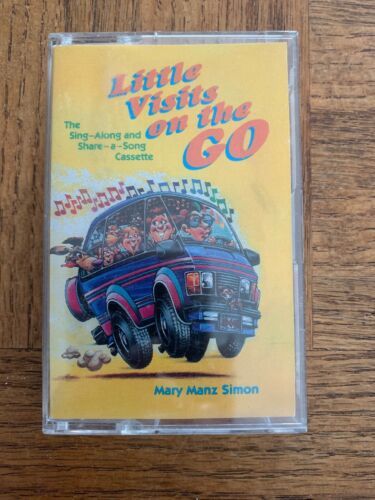 Little
Visits
on the
GO
The
Sing-Along and
Share-a-Song
Cassette
Mary Manz Simon